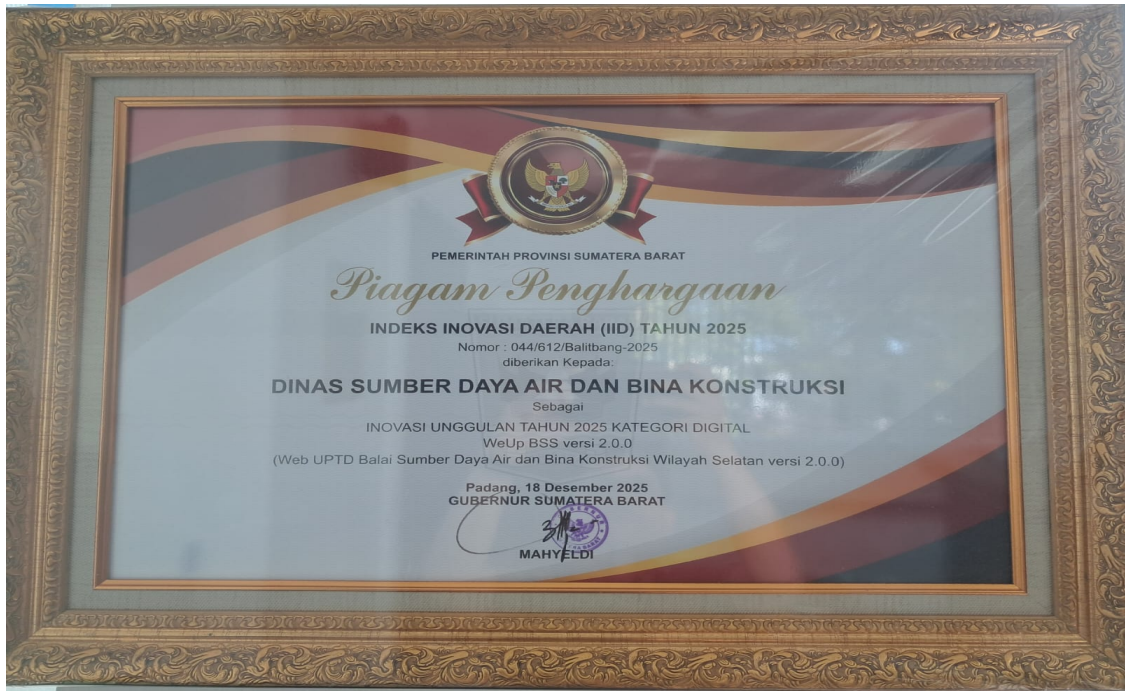 PEMERINTAH PROVINSI SUMATERA BARAT
Piagam Penghargaan
INDEKS INOVASI DAERAH (IID) TAHUN 2025
Nomor : 044/612/Balitbang-2025
diberikan Kepada:
DINAS SUMBER DAYA AIR DAN BINA KONSTRUKSI
Sebagai
INOVASI UNGGULAN TAHUN 2025 KATEGORI DIGITAL
WeUp BSS versi 2.0.0
(Web UPTD Balai Sumber Daya Air dan Bina Konstruksi Wilayah Selatan versi 2.0.0)
Padang, 18 Desember 2025
GUBERNUR SUMATERA BARAT
MAHYELDI